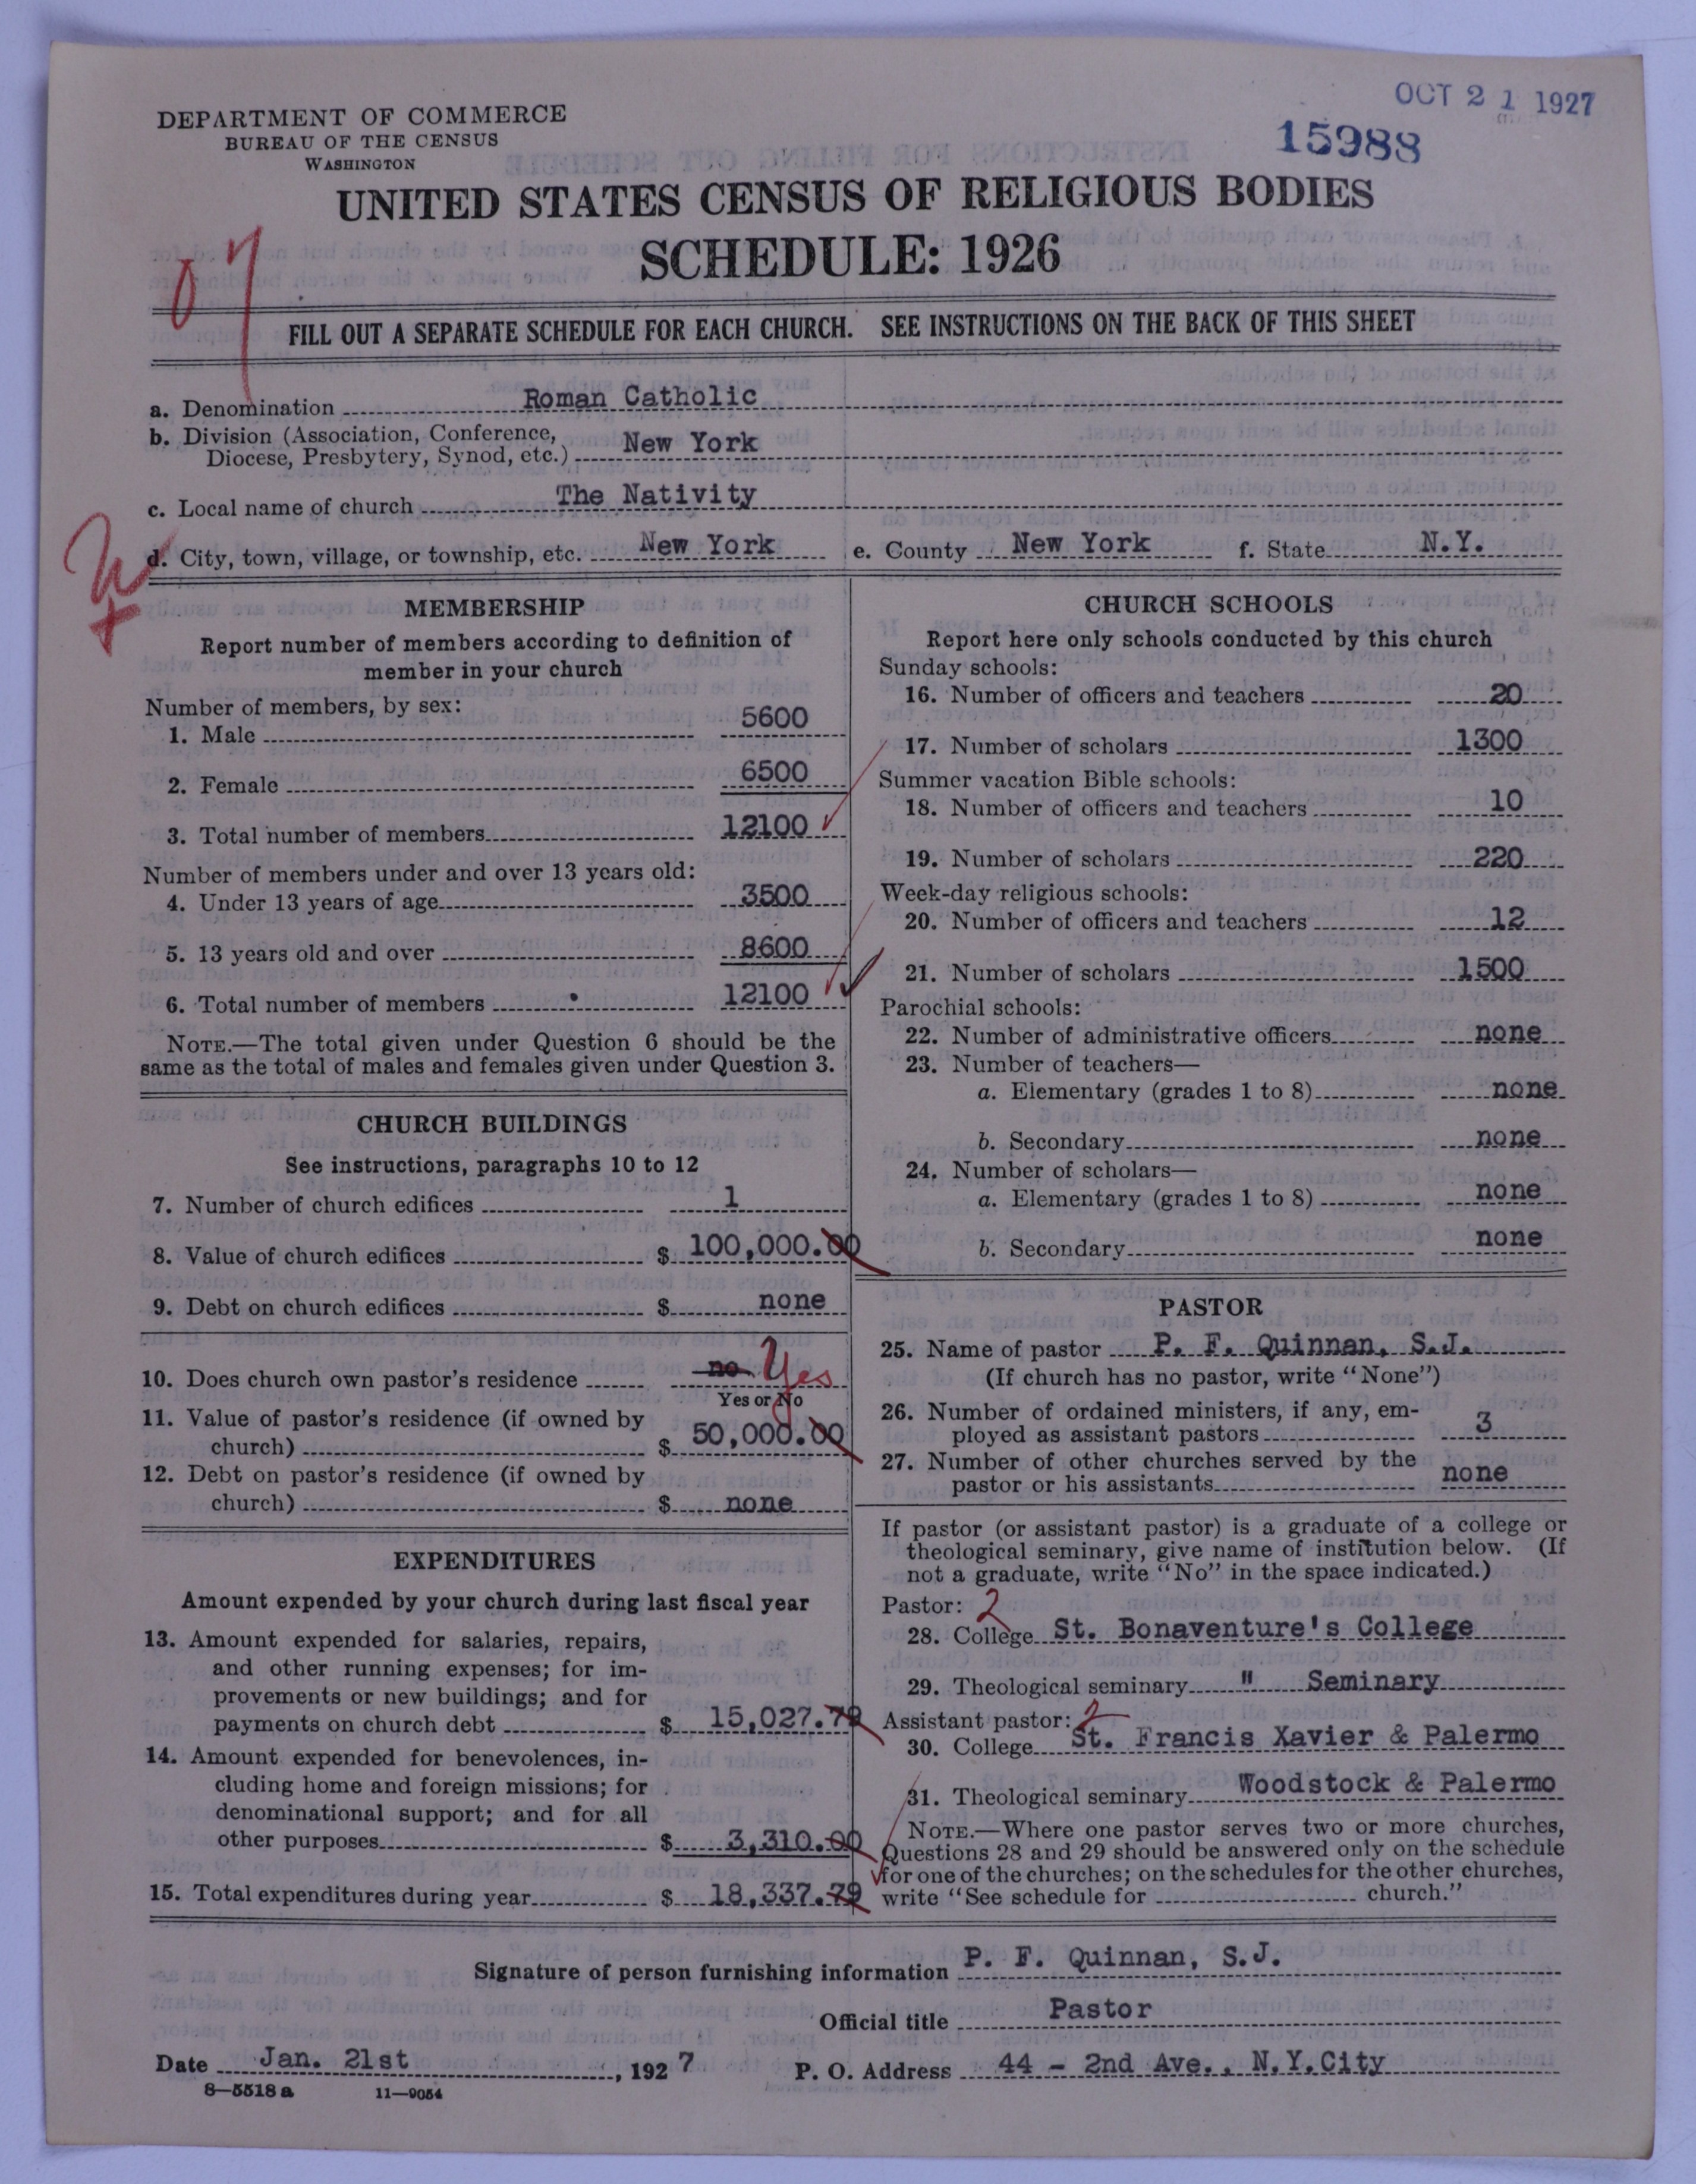 OCT 21 1927
15988
DEPARTMENT OF COMMERCE
BUREAU OF THE CENSUS
WASHINGTON
UNITED STATES CENSUS OF RELIGIOUS BODIES
SCHEDULE: 1926
FILL OUT A SEPARATE SCHEDULE FOR EACH CHURCH. SEE INSTRUCTIONS ON THE BACK OF THIS SHEET
a. Denomination Roman Catholic
b. Division (Association, Conference,
Diocese, Presbytery, Synod, etc.) New York
c. Local name of church The Nativity
d. City, town, village, or township, etc. New York e. County New York f. State N.Y.
MEMBERSHIP
Report number of members according to definition of
member in your church
Number of members, by sex:
1. Male 5600
2. Female 6500
3. Total number of members 12100
Number of members under and over 13 years old:
4. Under 13 years of age 3500
5. 13 years old and over 8600
6. Total number of members 12100
NOTE.—The total given under Question 6 should be the
same as the total of males and females given under Question 3.
CHURCH BUILDINGS
See instructions, paragraphs 10 to 12
7. Number of church edifices 1
8. Value of church edifices $ 100,000.00
9. Debt on church edifices $ none
10. Does church own pastor's residence no Yes
Yes or No
11. Value of pastor's residence (if owned by
church) $ 50,000.00
12. Debt on pastor's residence (if owned by
church) $ none
EXPENDITURES
Amount expended by your church during last fiscal year
13. Amount expended for salaries, repairs,
and other running expenses; for im-
provements or new buildings; and for
payments on church debt $ 15,027.79
14. Amount expended for benevolences, in-
cluding home and foreign missions; for
denominational support; and for all
other purposes $ 3,310.00
15. Total expenditures during year $ 18,337.79
CHURCH SCHOOLS
Report here only schools conducted by this church
Sunday schools:
16. Number of officers and teachers 20
17. Number of scholars 1300
Summer vacation Bible schools:
18. Number of officers and teachers 10
19. Number of scholars 220
Week-day religious schools:
20. Number of officers and teachers 12
21. Number of scholars 1500
Parochial schools:
22. Number of administrative officers none
23. Number of teachers—
a. Elementary (grades 1 to 8) none
b. Secondary none
24. Number of scholars—
a. Elementary (grades 1 to 8) none
b. Secondary none
PASTOR
25. Name of pastor P. F. Quinnan, S.J.
(If church has no pastor, write "None")
26. Number of ordained ministers, if any, em-
ployed as assistant pastors 3
27. Number of other churches served by the
pastor or his assistants none
If pastor (or assistant pastor) is a graduate of a college or
theological seminary, give name of institution below. (If
not a graduate, write "No" in the space indicated.)
Pastor: 2
28. College St. Bonaventure's College
29. Theological seminary " Seminary
Assistant pastor: 2
30. College St. Francis Xavier & Palermo
31. Theological seminary Woodstock & Palermo
NOTE.—Where one pastor serves two or more churches,
Questions 28 and 29 should be answered only on the schedule
for one of the churches; on the schedules for the other churches,
write "See schedule for church."
Signature of person furnishing information P. F. Quinnan, S.J.
Official title Pastor
Date Jan. 21st, 1927 P. O. Address 44 - 2nd Ave., N.Y.City
8—5518a 11—9054